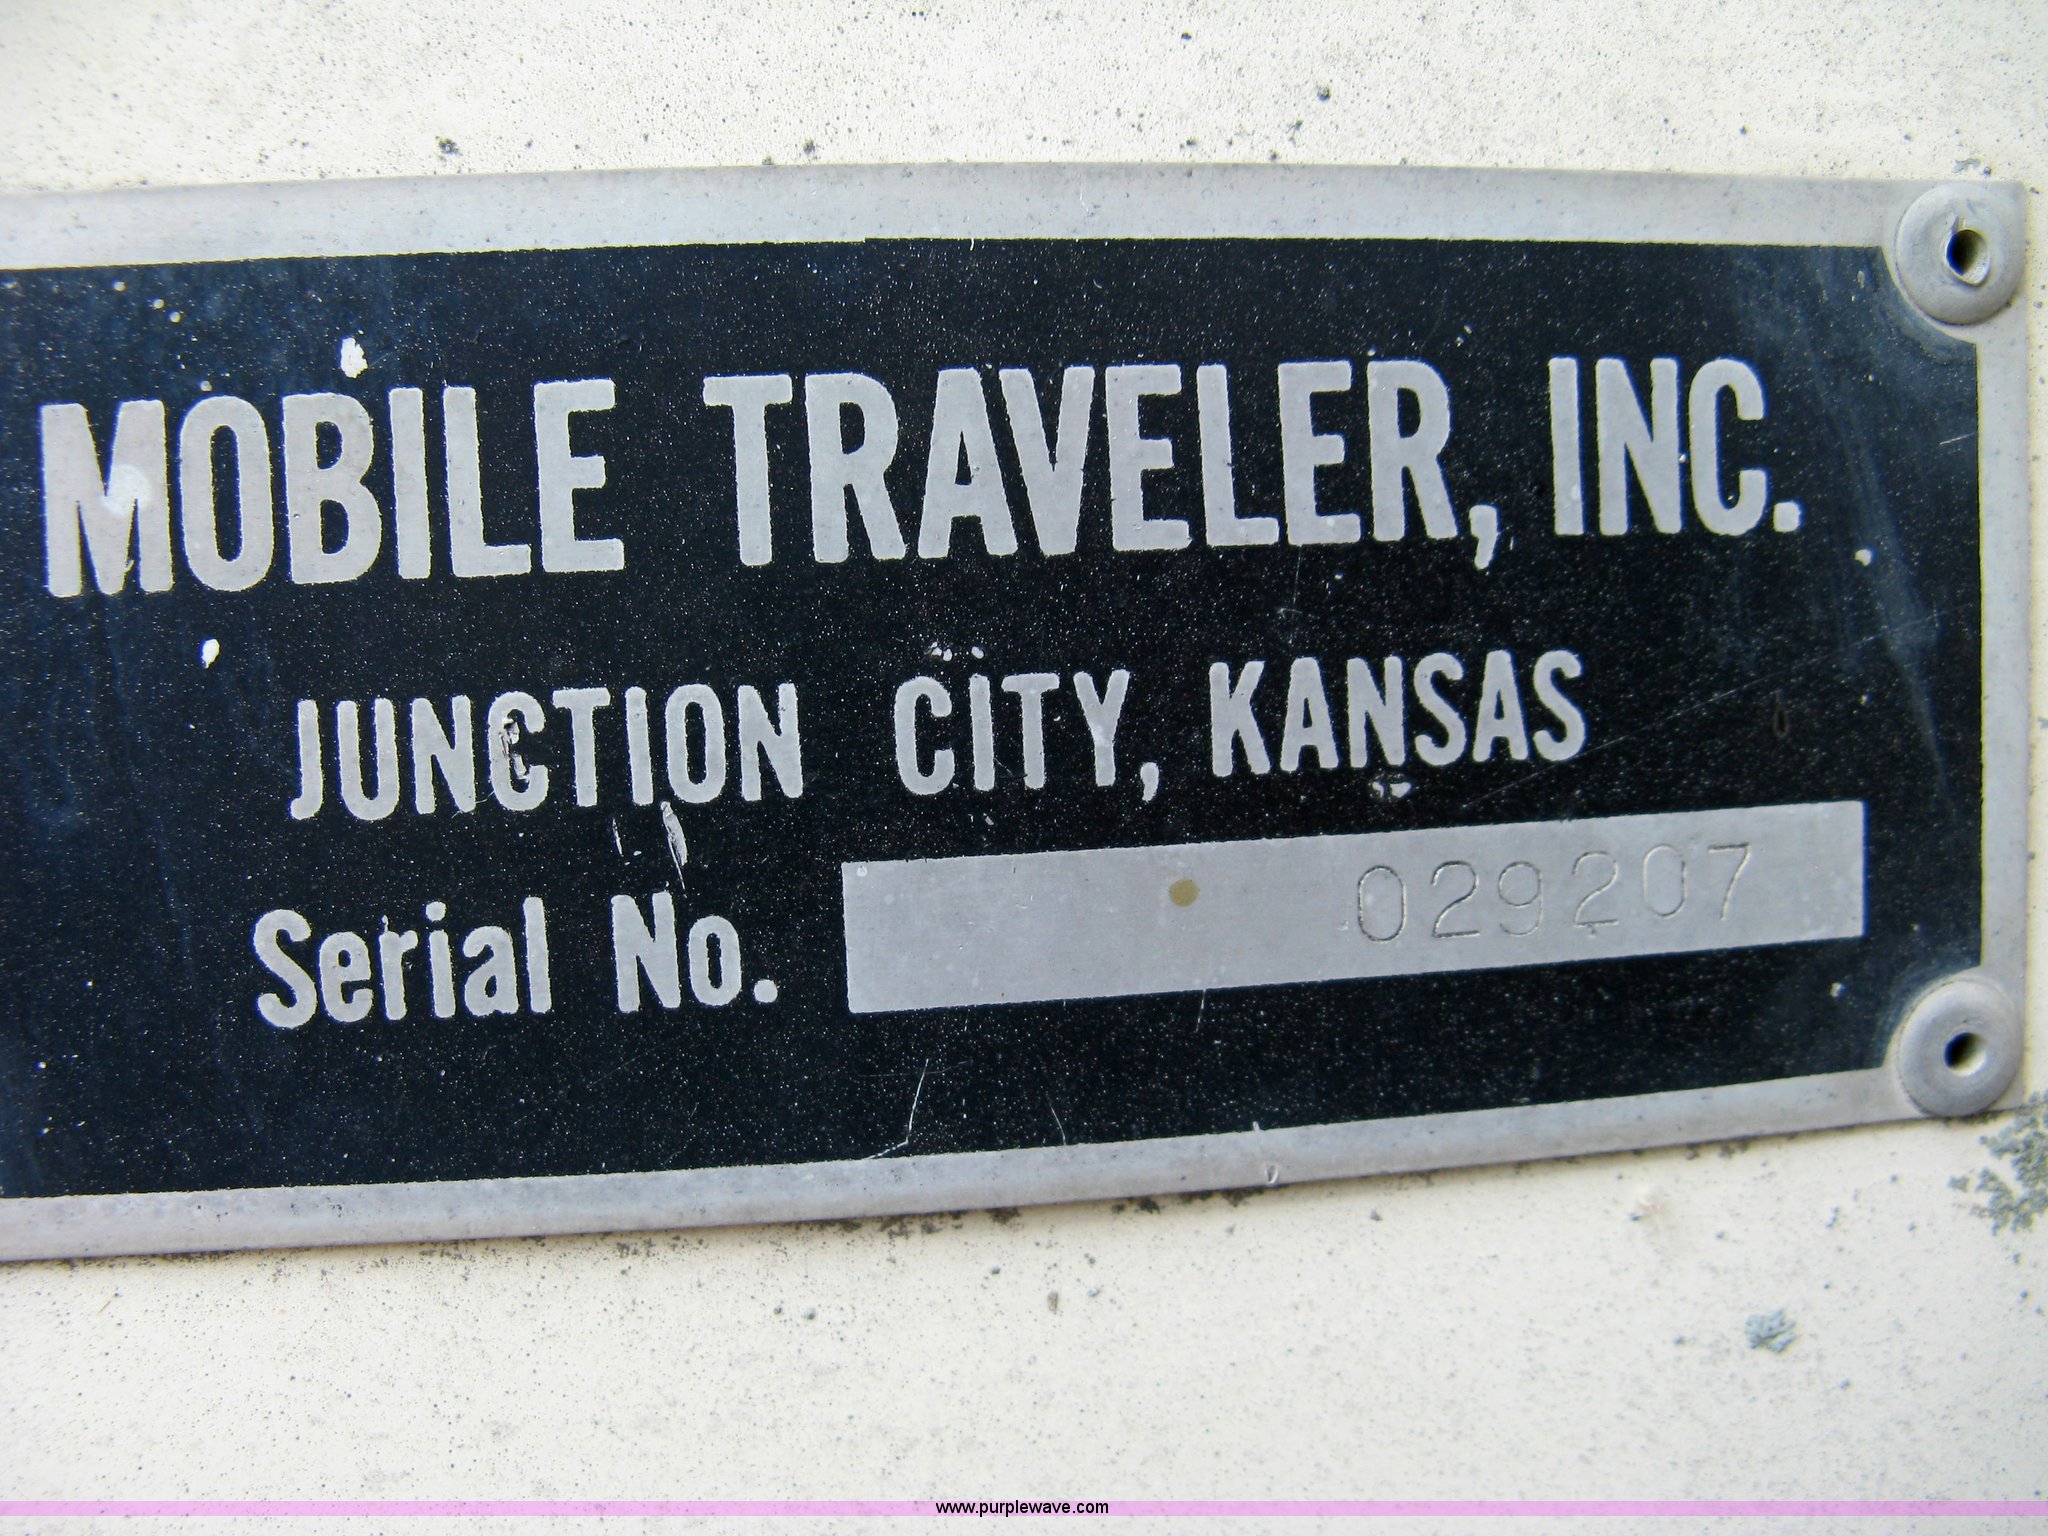 MOBILE TRAVELER, INC.
JUNCTION CITY, KANSAS
Serial No. 029207
www.purplewave.com